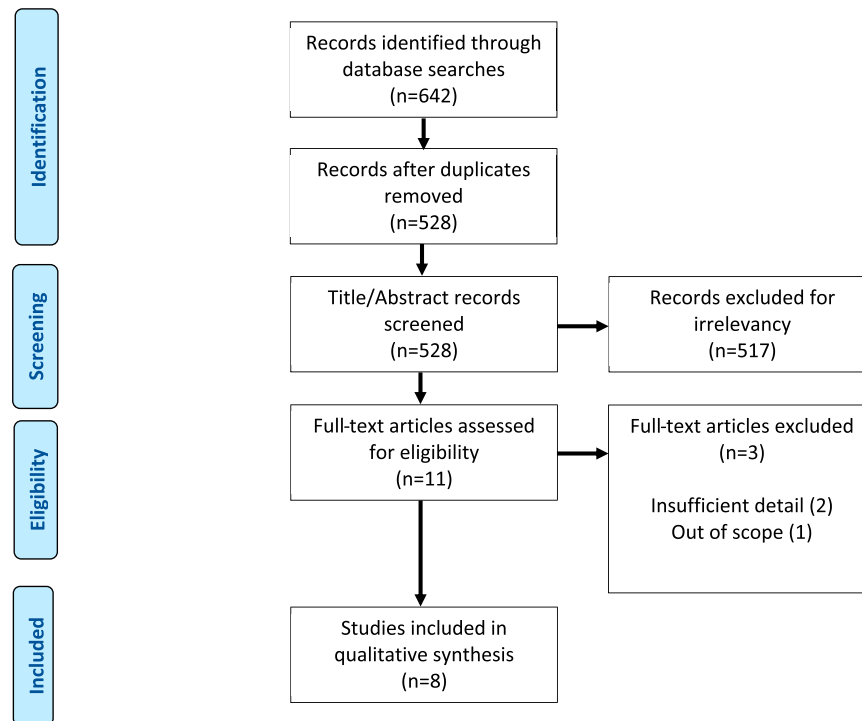 Identification
Records identified through
database searches
(n=642)
Records after duplicates
removed
(n=528)
Screening
Title/Abstract records
screened
(n=528)
Records excluded for
irrelevancy
(n=517)
Eligibility
Full-text articles assessed
for eligibility
(n=11)
Full-text articles excluded
(n=3)
Insufficient detail (2)
Out of scope (1)
Included
Studies included in
qualitative synthesis
(n=8)